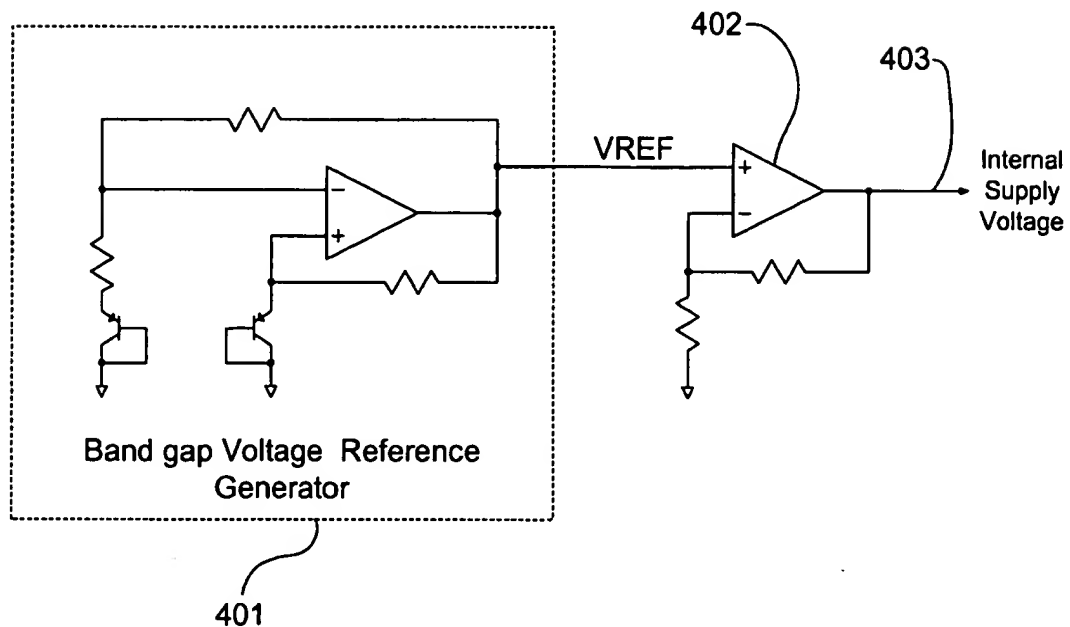 402
403
VREF
Internal
Supply
Voltage
+
−
−
+
Band gap Voltage Reference
Generator
401